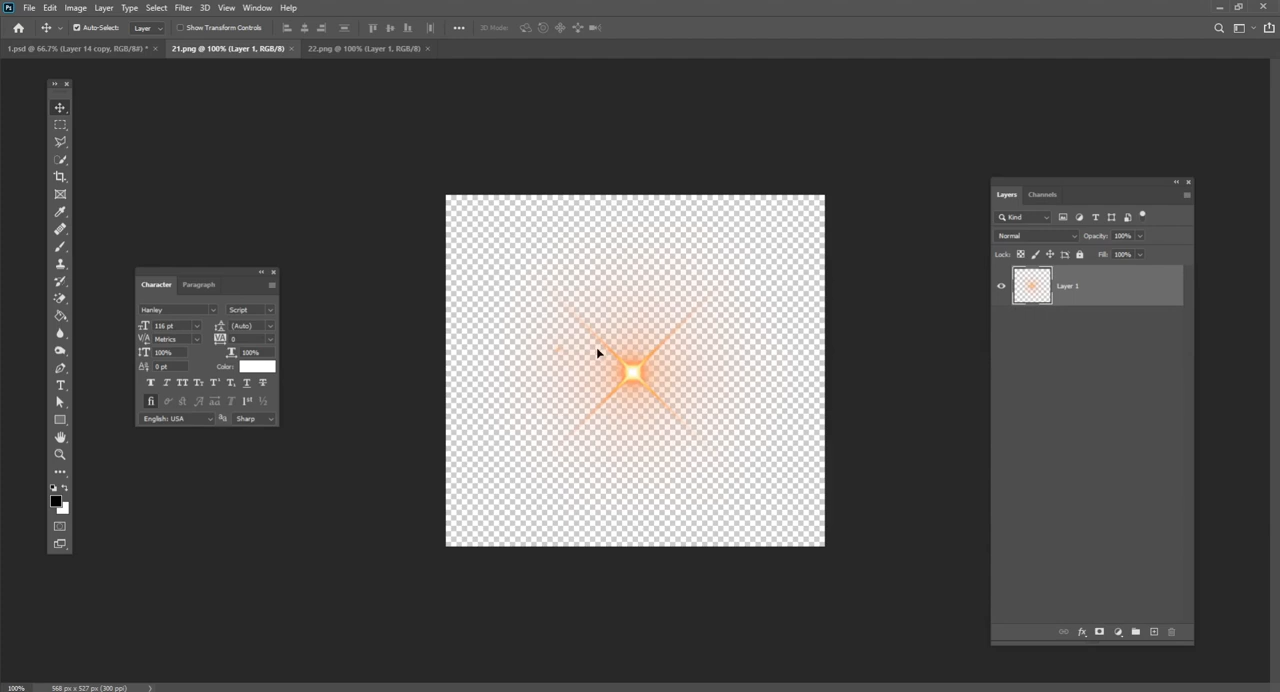 Ps File Edit Image Layer Type Select Filter 3D View Window Help
Auto-Select: Layer Show Transform Controls 3D Mode:
1.psd @ 66.7% (Layer 14 copy, RGB/8#) * × 21.png @ 100% (Layer 1, RGB/8) × 22.png @ 100% (Layer 1, RGB/8) ×
Layers Channels
Kind
Normal Opacity: 100%
Lock: Fill: 100%
Layer 1
Character Paragraph
Hanley Script
116 pt (Auto)
Metrics 0
100% 100%
0 pt Color:
English: USA Sharp
100% 568 px x 527 px (300 ppi)